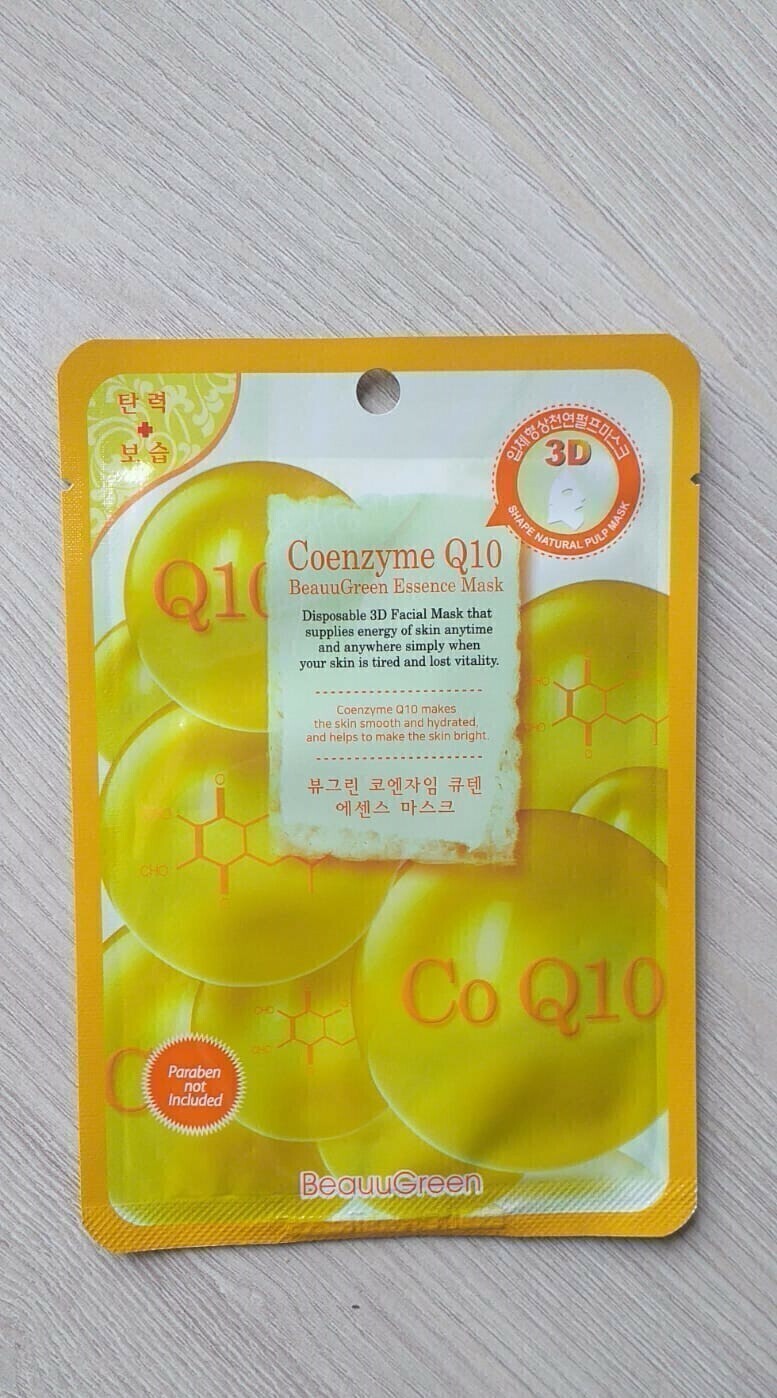 탄력
+
보습
입체형상천연펄프마스크
3D
SHAPE NATURAL PULP MASK
Q10
Coenzyme Q10
BeauuGreen Essence Mask
Disposable 3D Facial Mask that
supplies energy of skin anytime
and anywhere simply when
your skin is tired and lost vitality.
Coenzyme Q10 makes
the skin smooth and hydrated,
and helps to make the skin bright.
뷰그린 코엔자임 큐텐
에센스 마스크
O
CHO
O
Co Q10
CHO
CHO
C
Paraben
not
Included
BeauuGreen